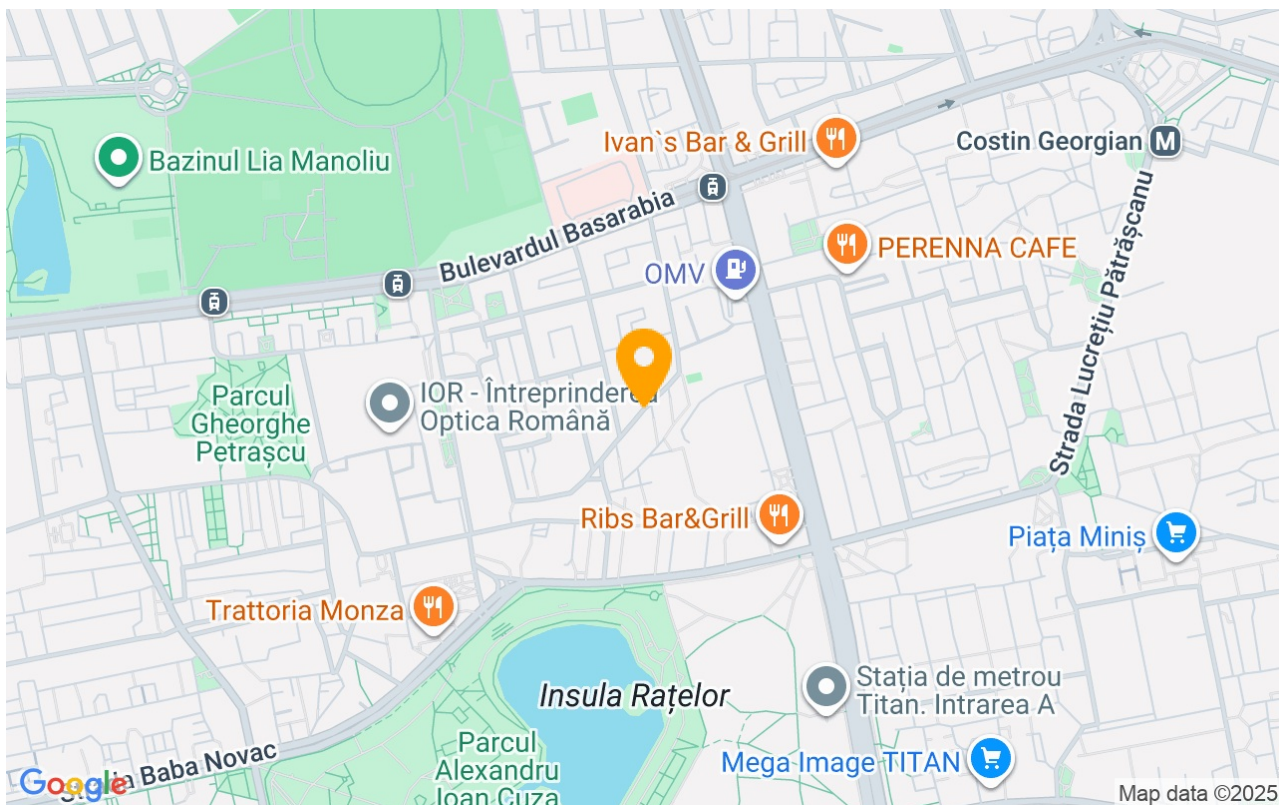 Ivan`s Bar & Grill
Costin Georgian
M
Bazinul Lia Manoliu
Bulevardul Basarabia
PERENNA CAFE
OMV
Strada Lucrețiu Pătrășcanu
Parcul
Gheorghe
Petrașcu
IOR - Întreprinderea
Optica Română
Ribs Bar&Grill
Piața Miniș
Trattoria Monza
Insula Rațelor
Stația de metrou
Titan. Intrarea A
Parcul
Alexandru
Ioan Cuza
Mega Image TITAN
Baba Novac
Google
Map data ©2025